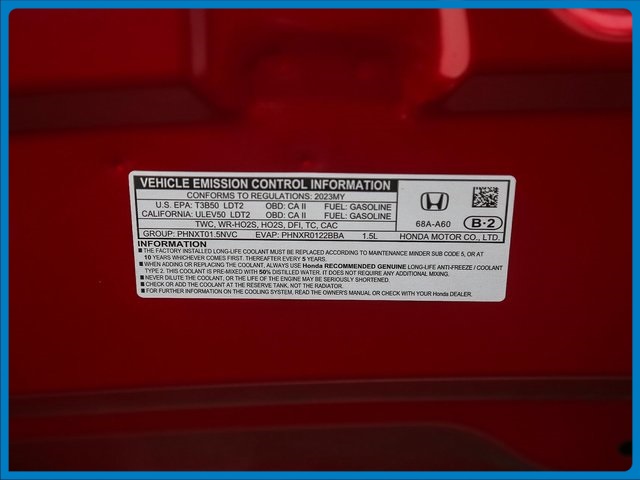 VEHICLE EMISSION CONTROL INFORMATION
CONFORMS TO REGULATIONS: 2023MY
U.S. EPA: T3B50 LDT2 OBD: CA II FUEL: GASOLINE
CALIFORNIA: ULEV50 LDT2 OBD: CA II FUEL: GASOLINE
TWC, WR-HO2S, HO2S, DFI, TC, CAC
68A-A60 B-2
GROUP: PHNXT01.5NVC EVAP: PHNXR0122BBA 1.5L HONDA MOTOR CO., LTD.
INFORMATION
■ THE FACTORY INSTALLED LONG-LIFE COOLANT MUST BE REPLACED ACCORDING TO MAINTENANCE MINDER SUB CODE 5, OR AT
10 YEARS WHICHEVER COMES FIRST. THEREAFTER EVERY 5 YEARS.
■ WHEN ADDING OR REPLACING THE COOLANT, ALWAYS USE Honda RECOMMENDED GENUINE LONG-LIFE ANTI-FREEZE / COOLANT
TYPE 2. THIS COOLANT IS PRE-MIXED WITH 50% DISTILLED WATER. IT DOES NOT REQUIRE ANY ADDITIONAL MIXING.
■ NEVER DILUTE THE COOLANT, OR THE LIFE OF THE ENGINE MAY BE SERIOUSLY SHORTENED.
■ CHECK OR ADD THE COOLANT AT THE RESERVE TANK, NOT THE RADIATOR.
■ FOR FURTHER INFORMATION ON THE COOLING SYSTEM, READ THE OWNER'S MANUAL OR CHECK WITH YOUR Honda DEALER.